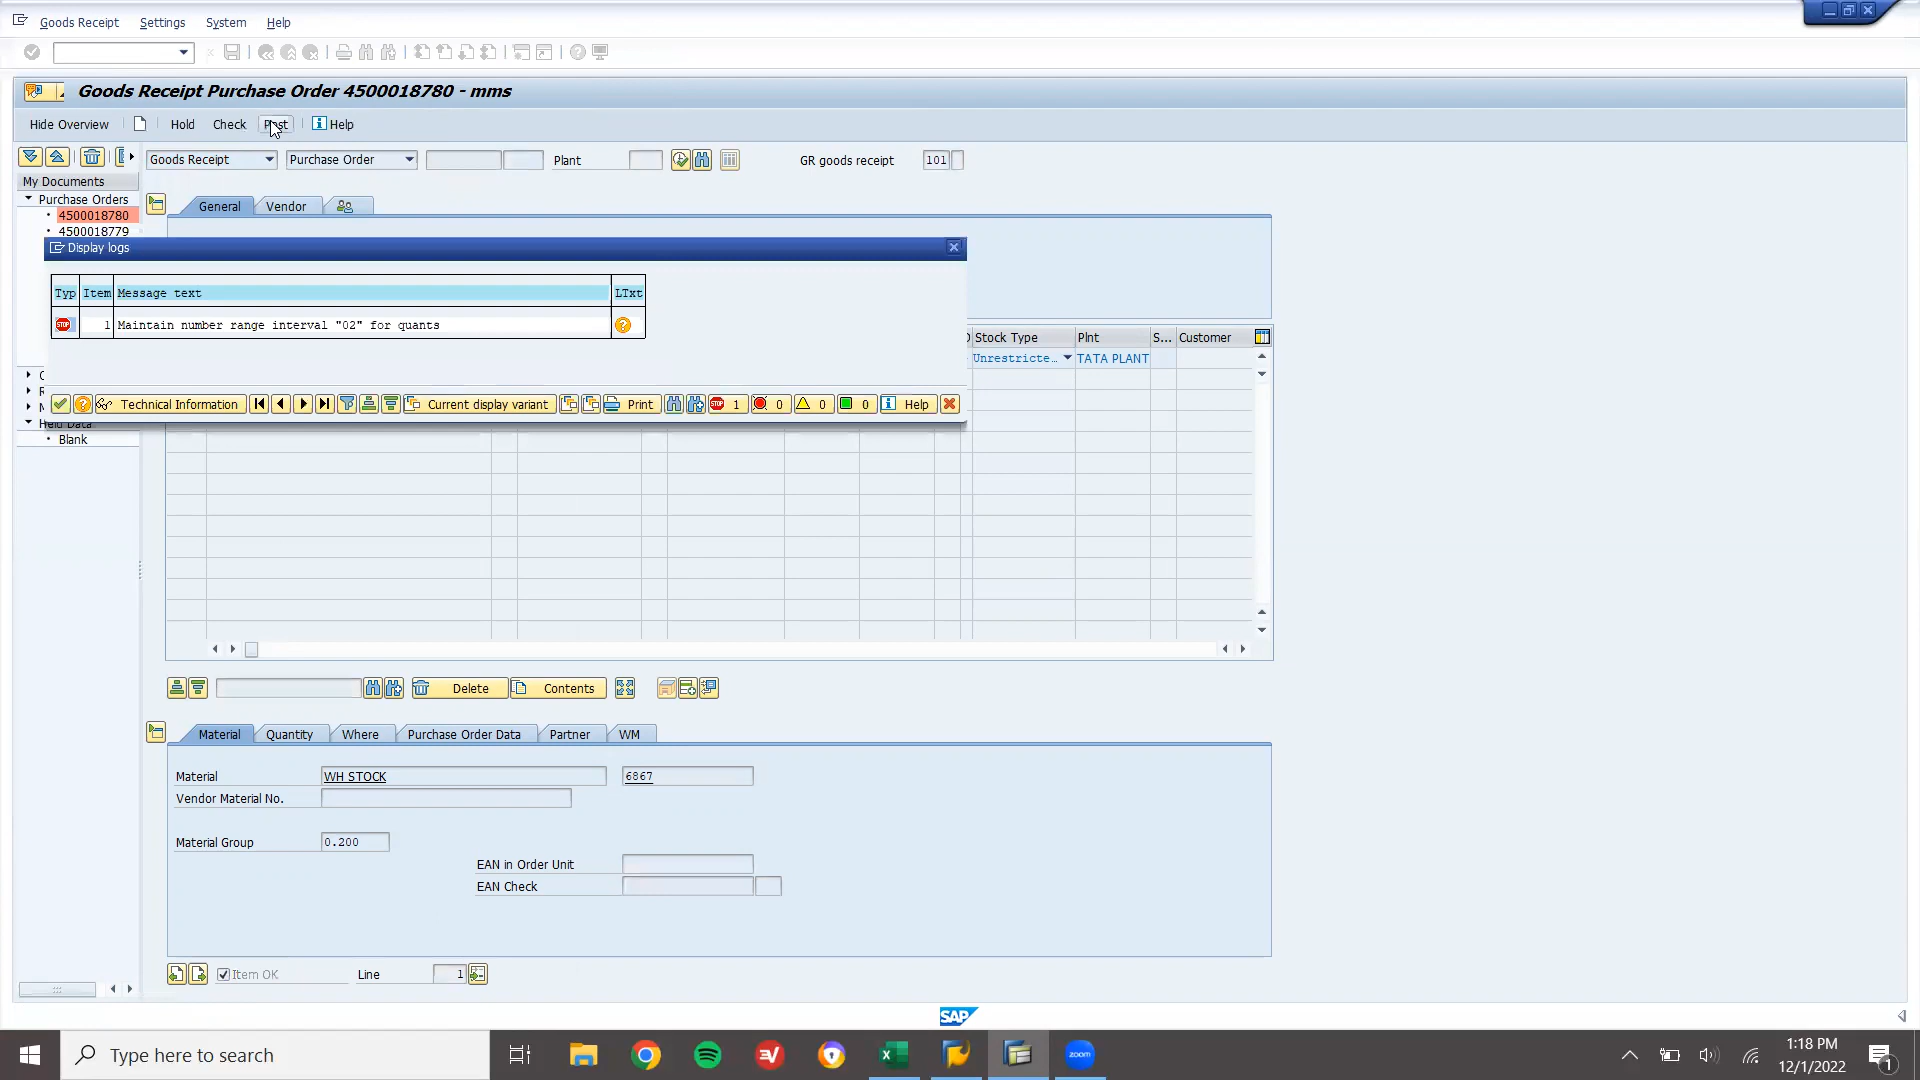 Goods Receipt Settings System Help
Goods Receipt Purchase Order 4500018780 - mms
Hide Overview Hold Check Post Help
Goods Receipt Purchase Order Plant GR goods receipt 101
My Documents
Purchase Orders
4500018780
4500018779
General Vendor
Display logs
Typ Item Message text LTxt
STOP 1 Maintain number range interval "02" for quants
Stock Type Plnt S... Customer
Unrestricte... TATA PLANT
Technical Information Current display variant Print STOP 1 0 0 0 Help
Held Data
Blank
Delete Contents
Material Quantity Where Purchase Order Data Partner WM
Material WH STOCK 6867
Vendor Material No.
Material Group 0.200
EAN in Order Unit
EAN Check
Item OK Line 1
SAP
Type here to search
zoom
1:18 PM
12/1/2022
1